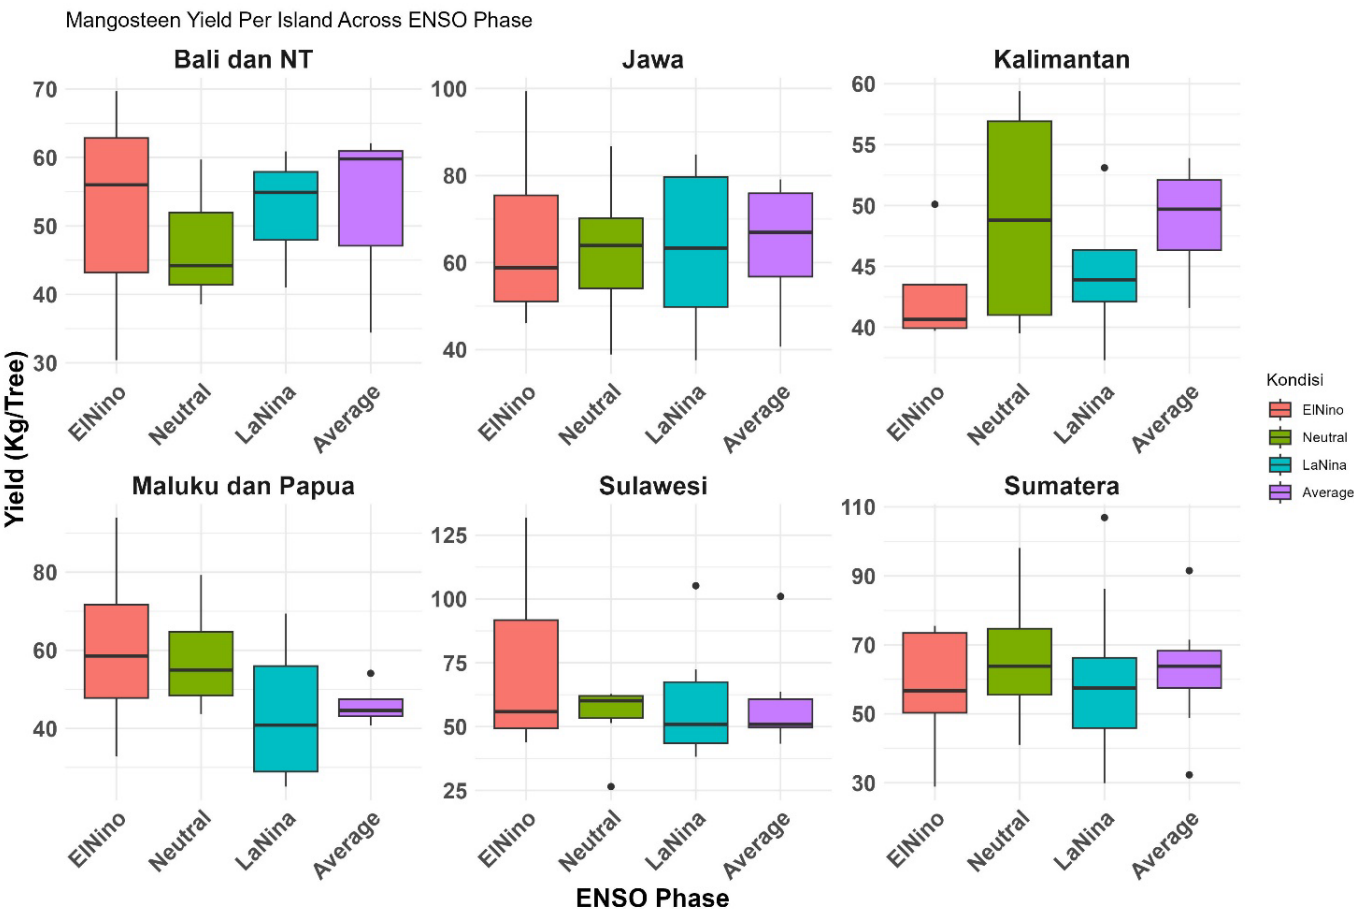 Mangosteen Yield Per Island Across ENSO Phase
Bali dan NT
70
60
50
40
30
ElNino
Neutral
LaNina
Average
Jawa
100
80
60
40
ElNino
Neutral
LaNina
Average
Kalimantan
60
55
50
45
40
ElNino
Neutral
LaNina
Average
Yield (Kg/Tree)
Kondisi
ElNino
Neutral
LaNina
Average
Maluku dan Papua
80
60
40
ElNino
Neutral
LaNina
Average
Sulawesi
125
100
75
50
25
ElNino
Neutral
LaNina
Average
Sumatera
110
90
70
50
30
ElNino
Neutral
LaNina
Average
ENSO Phase